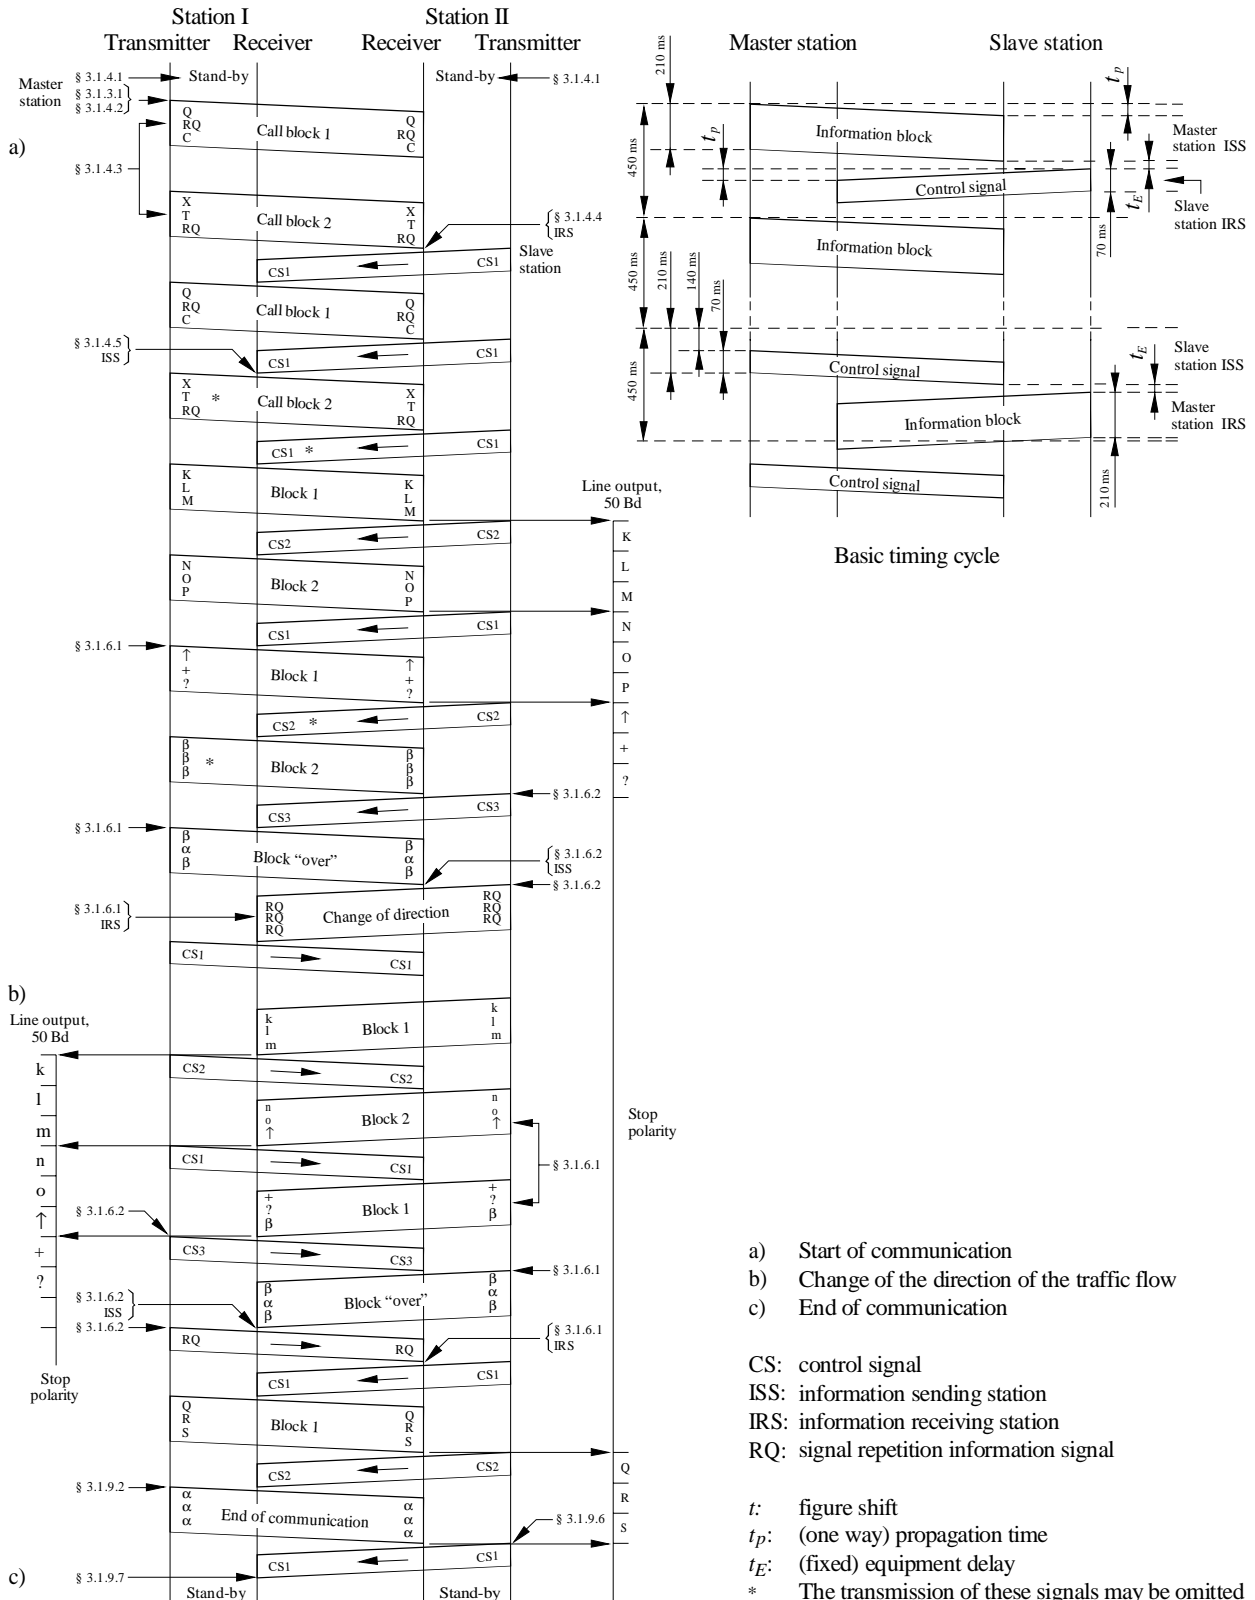 Station I
Station II
Transmitter Receiver Receiver Transmitter
§ 3.1.4.1
Stand-by
Stand-by
§ 3.1.4.1
Master station
§ 3.1.3.1
§ 3.1.4.2
a)
Q
RQ
C
Call block 1
Q
RQ
C
§ 3.1.4.3
X
T
RQ
Call block 2
X
T
RQ
§ 3.1.4.4
IRS
Slave station
CS1
CS1
Q
RQ
C
Call block 1
Q
RQ
C
§ 3.1.4.5
ISS
CS1
CS1
X
T *
RQ
Call block 2
X
T
RQ
CS1 *
CS1
K
L
M
Block 1
K
L
M
Line output,
50 Bd
CS2
CS2
N
O
P
Block 2
N
O
P
CS1
CS1
§ 3.1.6.1
↑
+
?
Block 1
↑
+
?
CS2 *
CS2
β
β *
β
Block 2
β
β
β
K
L
M
N
O
P
↑
+
?
§ 3.1.6.2
CS3
CS3
§ 3.1.6.1
β
α
β
Block “over”
β
α
β
§ 3.1.6.2
ISS
§ 3.1.6.2
§ 3.1.6.1
IRS
RQ
RQ
RQ
Change of direction
RQ
RQ
RQ
CS1
CS1
b)
Line output,
50 Bd
k
l
m
Block 1
k
l
m
CS2
CS2
n
o
↑
Block 2
n
o
↑
Stop polarity
CS1
CS1
§ 3.1.6.1
+
?
β
Block 1
+
?
β
k
l
m
n
o
↑
+
?
§ 3.1.6.2
CS3
CS3
§ 3.1.6.1
β
α
β
Block “over”
β
α
β
§ 3.1.6.2
ISS
§ 3.1.6.2
RQ
RQ
§ 3.1.6.1
IRS
Stop polarity
CS1
CS1
Q
R
S
Block 1
Q
R
S
CS2
CS2
Q
R
S
§ 3.1.9.2
α
α
α
End of communication
α
α
α
§ 3.1.9.6
CS1
CS1
§ 3.1.9.7
c)
Stand-by
Stand-by
Master station
Slave station
210 ms
tp
450 ms
tp
Information block
Master station ISS
Control signal
tE
Slave station IRS
70 ms
Information block
450 ms
210 ms
140 ms
70 ms
450 ms
Control signal
tE
Slave station ISS
Information block
Master station IRS
Control signal
210 ms
Basic timing cycle
a) Start of communication
b) Change of the direction of the traffic flow
c) End of communication
CS: control signal
ISS: information sending station
IRS: information receiving station
RQ: signal repetition information signal
t: figure shift
tp: (one way) propagation time
tE: (fixed) equipment delay
* The transmission of these signals may be omitted